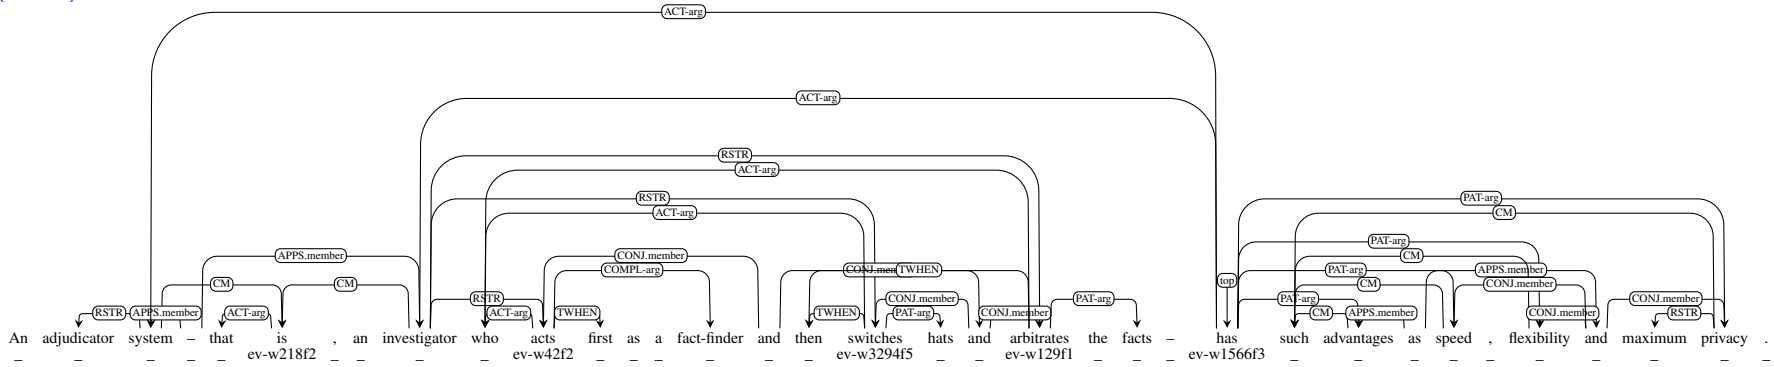 ACT-arg
ACT-arg
RSTR
ACT-arg
RSTR PAT-arg
ACT-arg CM
PAT-arg
APPS.member CONJ.member CM
COMPL-arg TWHEN PAT-arg APPS.member
CM CM top CM CONJ.member
RSTR CONJ.member PAT-arg CONJ.member
RSTR APPS.member ACT-arg ACT-arg TWHEN TWHEN PAT-arg CONJ.member PAT-arg CM APPS.member CONJ.member RSTR
An adjudicator system – that is , an investigator who acts first as a fact-finder and then switches hats and arbitrates the facts – has such advantages as speed , flexibility and maximum privacy .
_ _ _ _ _ ev-w218f2 _ _ _ _ ev-w42f2 _ _ _ _ _ _ ev-w3294f5 _ _ ev-w129f1 _ _ _ ev-w1566f3 _ _ _ _ _ _ _ _ _ _